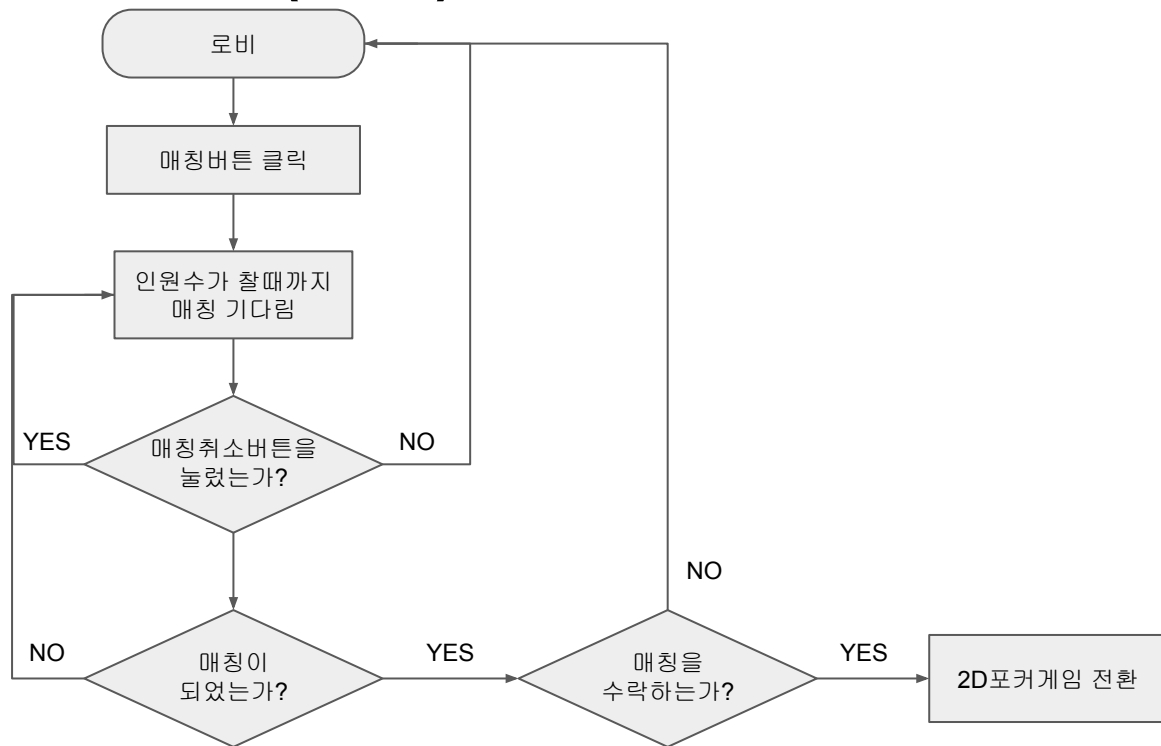 로비
매칭버튼 클릭
인원수가 찰때까지
매칭 기다림
YES
매칭취소버튼을
눌렀는가?
NO
NO
매칭이
되었는가?
YES
NO
매칭을
수락하는가?
YES
2D포커게임 전환